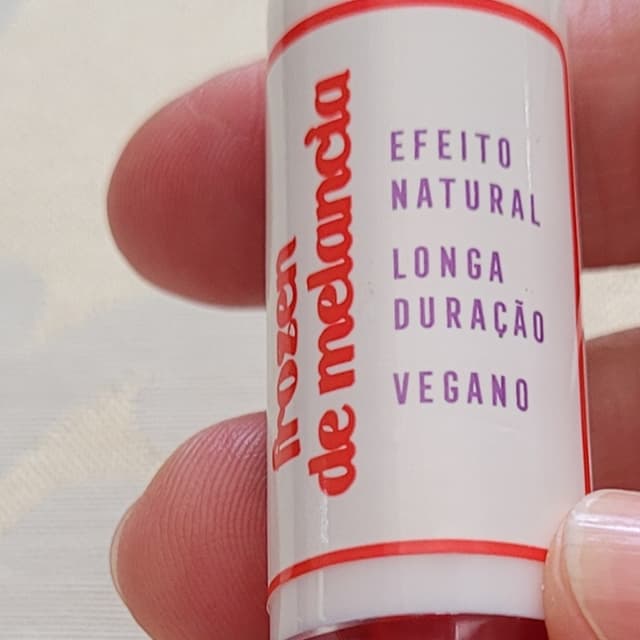 frozen
de melancia
EFEITO
NATURAL
LONGA
DURAÇÃO
VEGANO